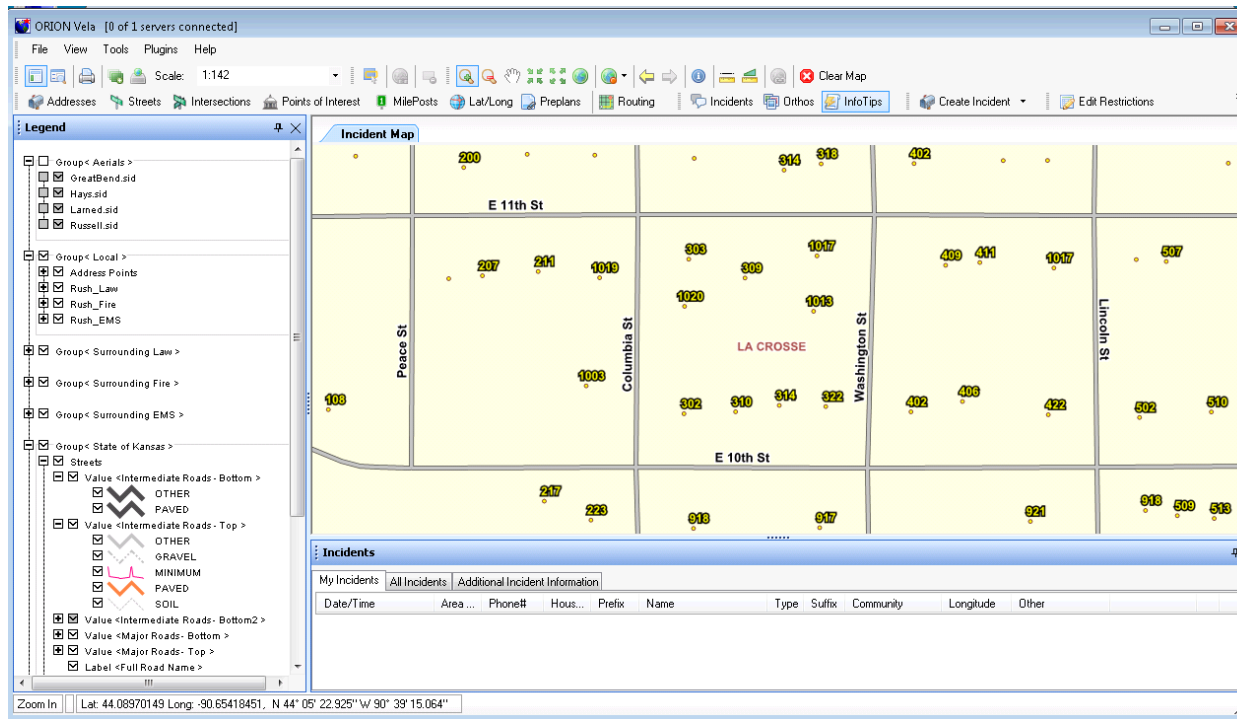 ORION Vela [0 of 1 servers connected]
File View Tools Plugins Help
Scale: 1:142 Clear Map
Addresses Streets Intersections Points of Interest MilePosts Lat/Long Preplans Routing Incidents Orthos InfoTips Create Incident Edit Restrictions
Legend
Group< Aerials >
GreatBend.sid
Hays.sid
Larned.sid
Russell.sid
Group< Local >
Address Points
Rush_Law
Rush_Fire
Rush_EMS
Group< Surrounding Law >
Group< Surrounding Fire >
Group< Surrounding EMS >
Group< State of Kansas >
Streets
Value <Intermediate Roads- Bottom >
OTHER
PAVED
Value <Intermediate Roads- Top >
OTHER
GRAVEL
MINIMUM
PAVED
SOIL
Value <Intermediate Roads- Bottom2 >
Value <Major Roads- Bottom >
Value <Major Roads- Top >
Label <Full Road Name >
Incident Map
200 314 318 402
E 11th St
303 1017 409 411 1017 507
207 211 1019 309
1020 1013
Peace St
Columbia St
Washington St
Lincoln St
LA CROSSE
1003
108 302 310 314 322 402 406 422 502 510
E 10th St
217 223 918 917 921 918 509 513
Incidents
My Incidents All Incidents Additional Incident Information
Date/Time Area ... Phone# Hous... Prefix Name Type Suffix Community Longitude Other
Zoom In Lat: 44.08970149 Long: -90.65418451, N 44° 05' 22.925" W 90° 39' 15.064"